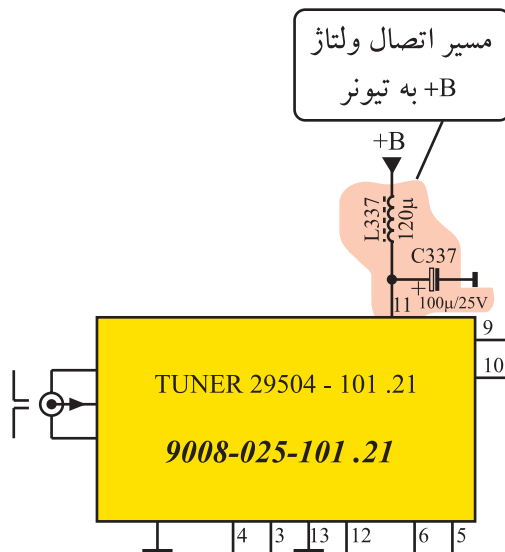 مسیر اتصال ولتاژ
+B به تیونر
+B
L337
120μ
C337
+
11
100μ/25V
9
10
TUNER 29504 - 101 .21
9008-025-101 .21
4
3
13
12
6
5